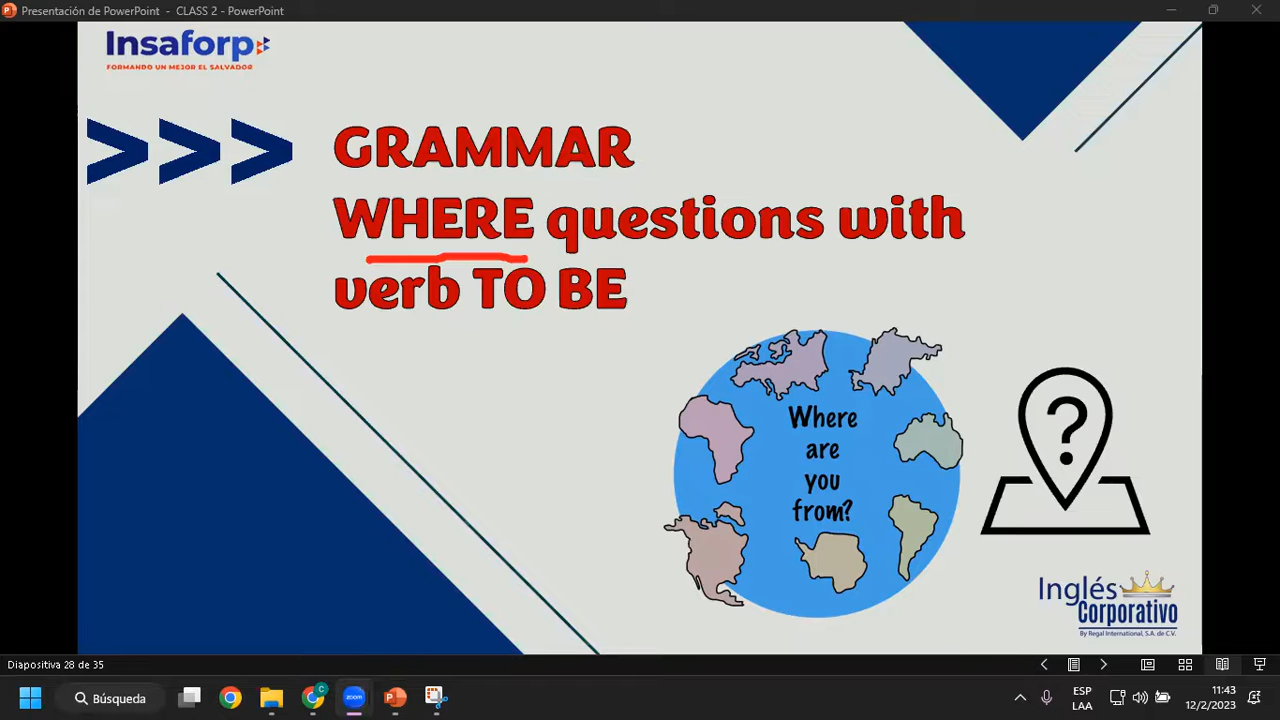 Presentación de PowerPoint - CLASS 2 - PowerPoint
Insaforp
FORMANDO UN MEJOR EL SALVADOR
>>> GRAMMAR
WHERE questions with
verb TO BE
Where
are
you
from?
?
Inglés
Corporativo
By Regal International, S.A. de C.V.
Diapositiva 28 de 35
Búsqueda
C
zoom
P
ESP
LAA
11:43
12/2/2023